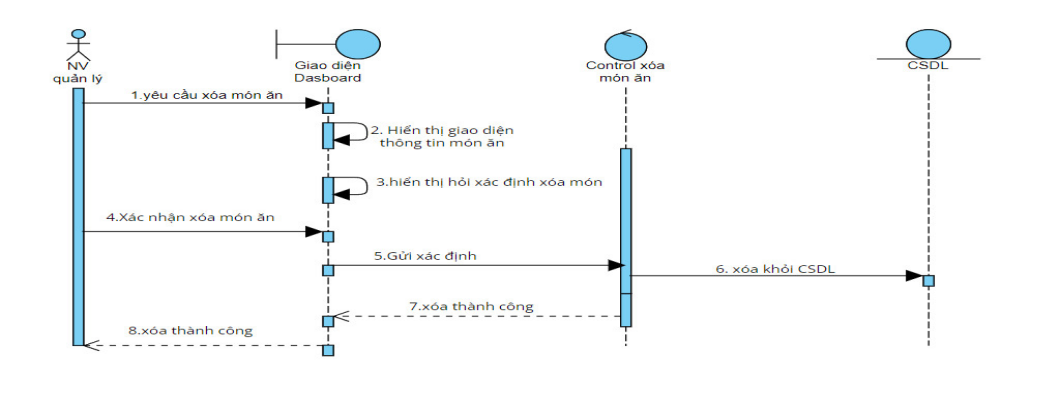 NV
quản lý
Giao diện
Dasboard
Control xóa
món ăn
CSDL
1.yêu cầu xóa món ăn
2. Hiển thị giao diện
thông tin món ăn
3.hiển thị hỏi xác định xóa món
4.Xác nhận xóa món ăn
5.Gửi xác định
6. xóa khỏi CSDL
7.xóa thành công
8.xóa thành công